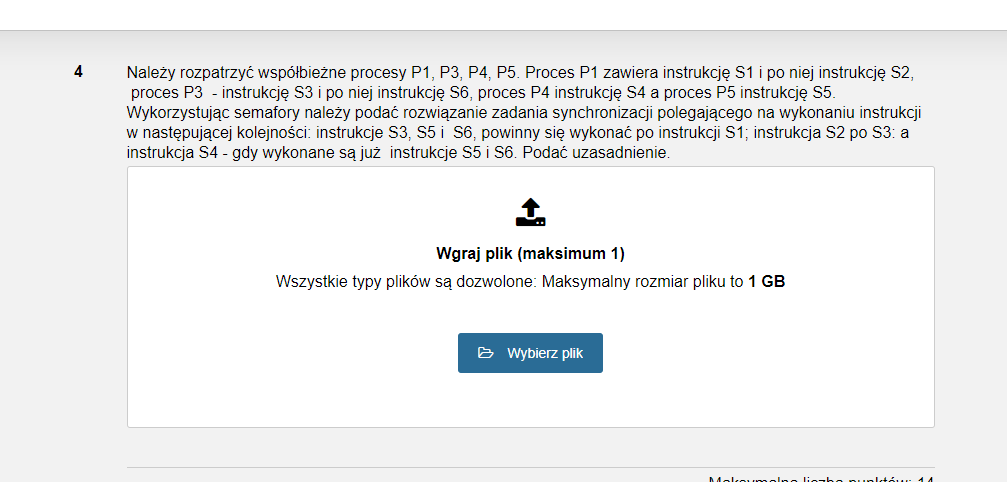 4 Należy rozpatrzyć współbieżne procesy P1, P3, P4, P5. Proces P1 zawiera instrukcję S1 i po niej instrukcję S2,
proces P3 - instrukcję S3 i po niej instrukcję S6, proces P4 instrukcję S4 a proces P5 instrukcję S5.
Wykorzystując semafory należy podać rozwiązanie zadania synchronizacji polegającego na wykonaniu instrukcji
w następującej kolejności: instrukcje S3, S5 i S6, powinny się wykonać po instrukcji S1; instrukcja S2 po S3: a
instrukcja S4 - gdy wykonane są już instrukcje S5 i S6. Podać uzasadnienie.
Wgraj plik (maksimum 1)
Wszystkie typy plików są dozwolone: Maksymalny rozmiar pliku to 1 GB
Wybierz plik
Maksymalna liczba punktów: 14